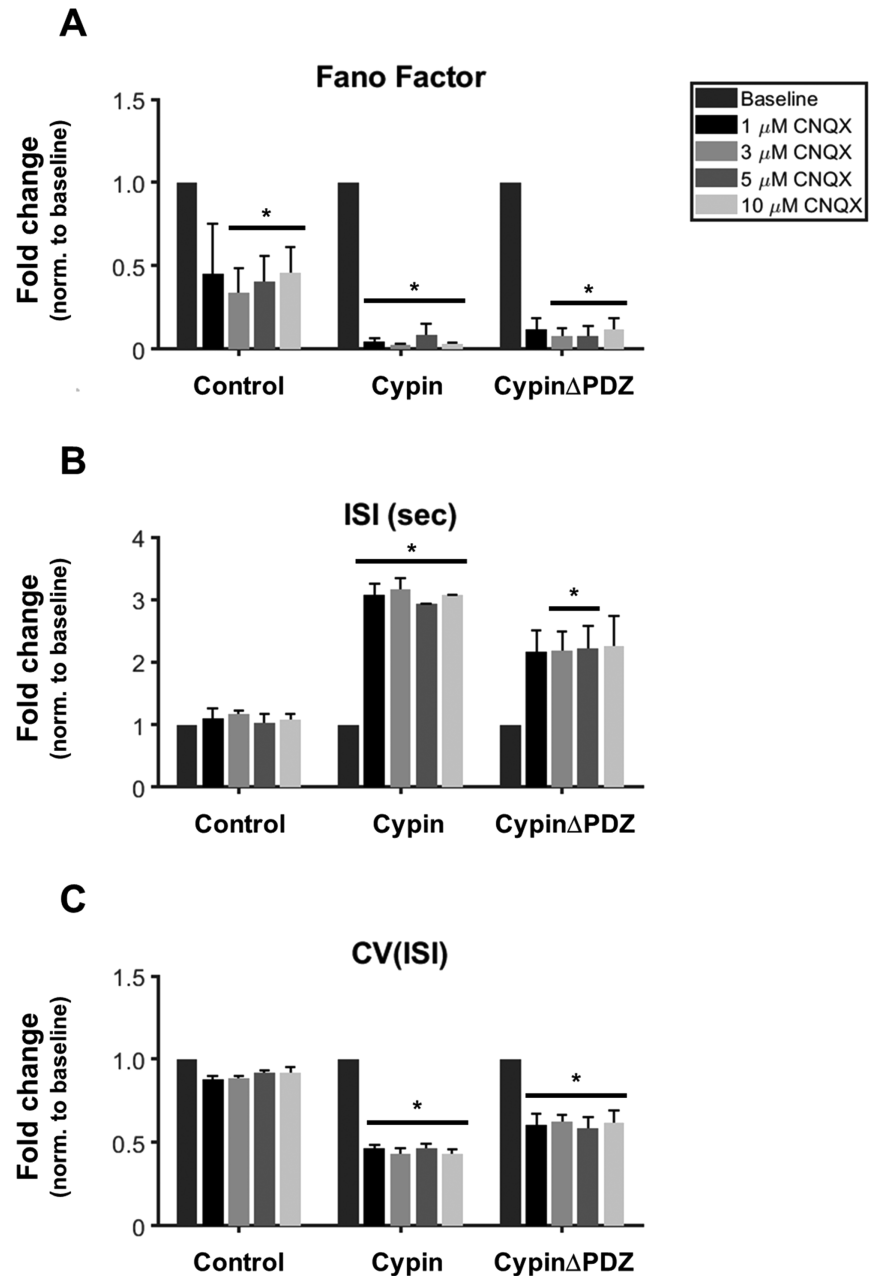 A
Fano Factor
Baseline
1 μM CNQX
3 μM CNQX
5 μM CNQX
10 μM CNQX
Fold change
(norm. to baseline)
1.5
1.0
0.5
0
*
*
*
Control
Cypin
CypinΔPDZ
B
ISI (sec)
Fold change
(norm. to baseline)
4
3
2
1
0
*
*
Control
Cypin
CypinΔPDZ
C
CV(ISI)
Fold change
(norm. to baseline)
1.5
1.0
0.5
0
*
*
Control
Cypin
CypinΔPDZ